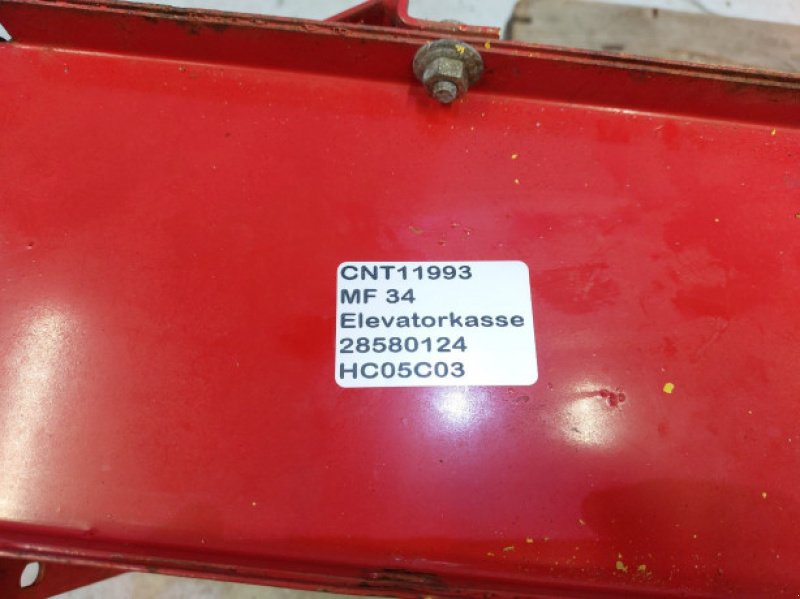 CNT11993
MF 34
Elevatorkasse
28580124
HC05C03